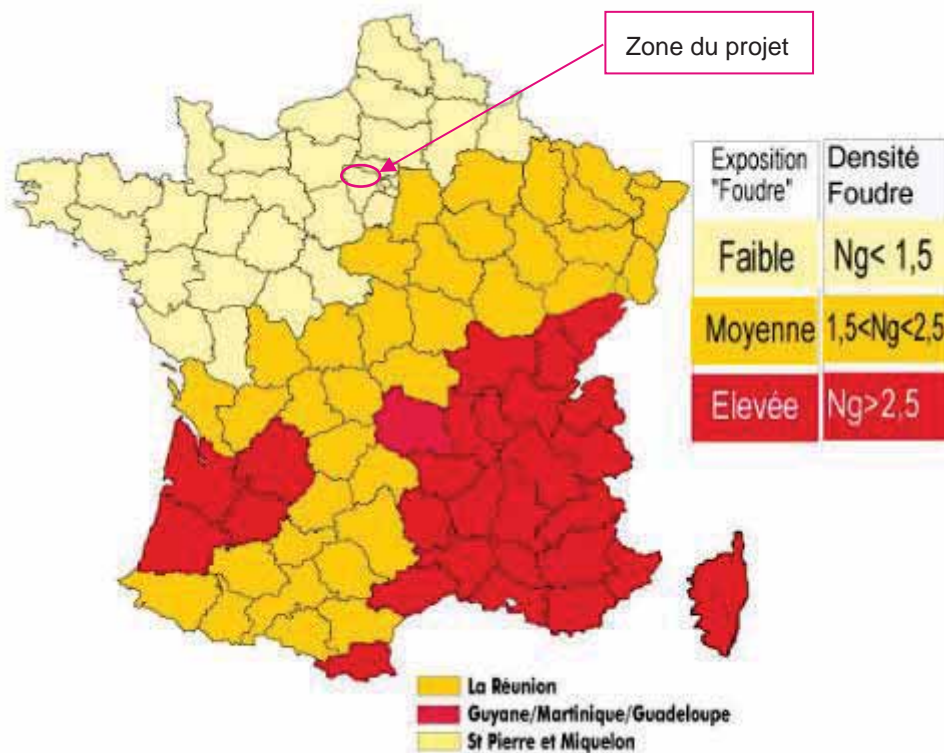 Zone du projet
Exposition
"Foudre"
Densité
Foudre
Faible
Ng< 1,5
Moyenne
1,5<Ng<2,5
Elevée
Ng>2,5
La Réunion
Guyane/Martinique/Guadeloupe
St Pierre et Miquelon